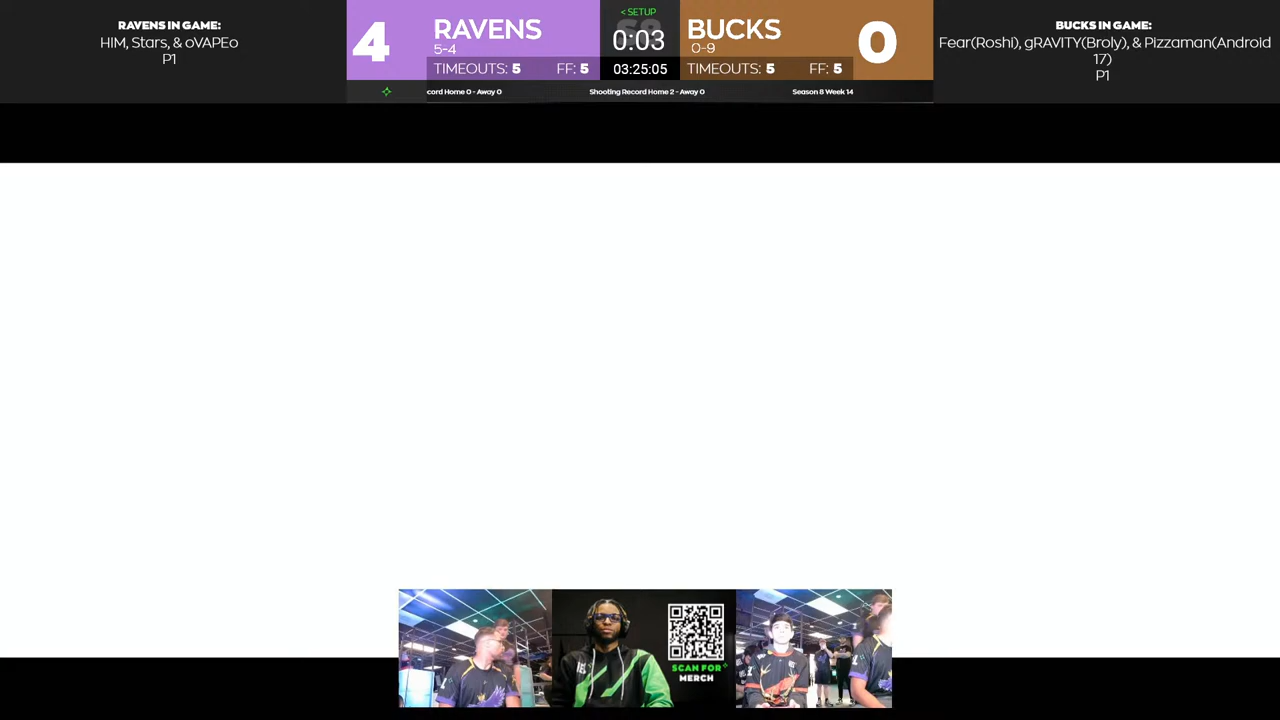 RAVENS IN GAME:
HIM, Stars, & oVAPEo
P1
4
RAVENS
5-4
TIMEOUTS: 5 FF: 5
< SETUP
0:03
03:25:05
BUCKS
0-9
TIMEOUTS: 5 FF: 5
0
cord Home 0 - Away 0 Shooting Record Home 2 - Away 0 Season 8 Week 14
BUCKS IN GAME:
Fear(Roshi), gRAVITY(Broly), & Pizzaman(Android
17)
P1
SCAN FOR
MERCH